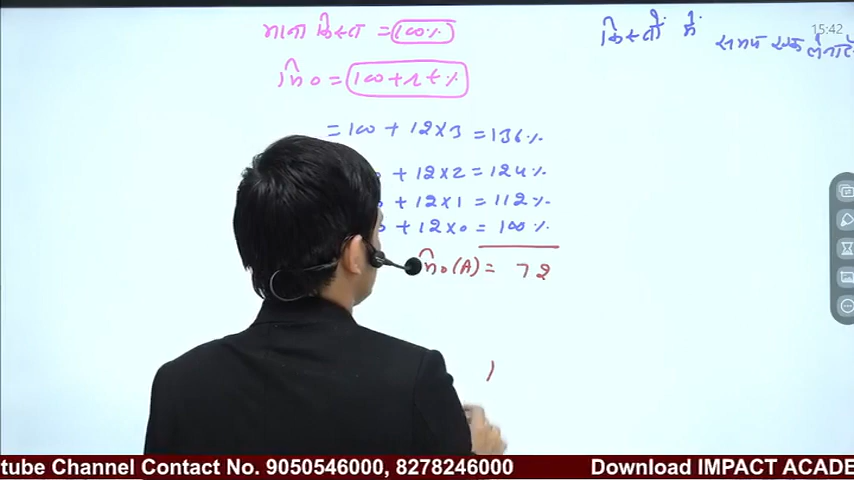 माना किस्त = 100%
मि० = 100 + rt%
किस्तों में
समय एक
15:42
= 100 + 12×3 = 136%
+ 12×2 = 124%
+ 12×1 = 112%
+ 12×0 = 100%
मि०(A) = 72
tube Channel Contact No. 9050546000, 8278246000 Download IMPACT ACADE